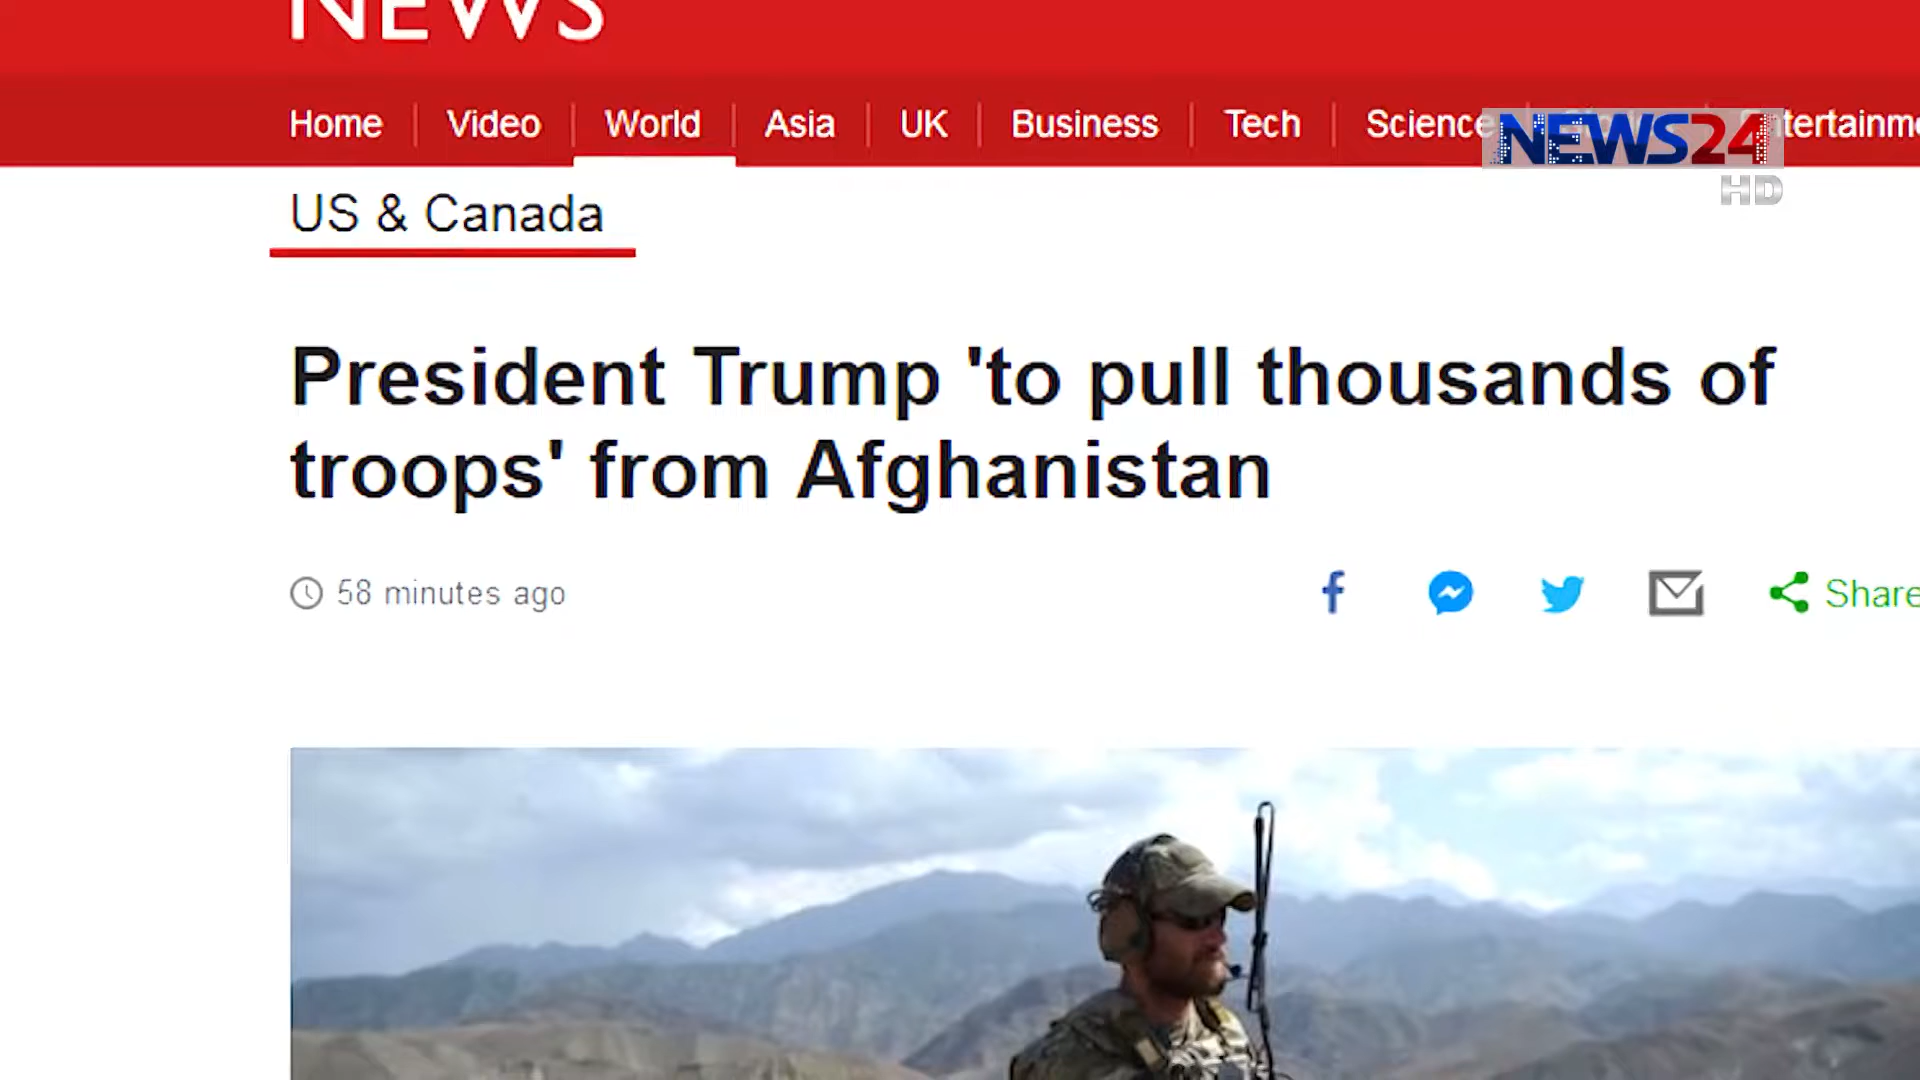 NEWS
Home Video World Asia UK Business Tech Science
NEWS24
HD
US & Canada
President Trump 'to pull thousands of
troops' from Afghanistan
58 minutes ago
Share